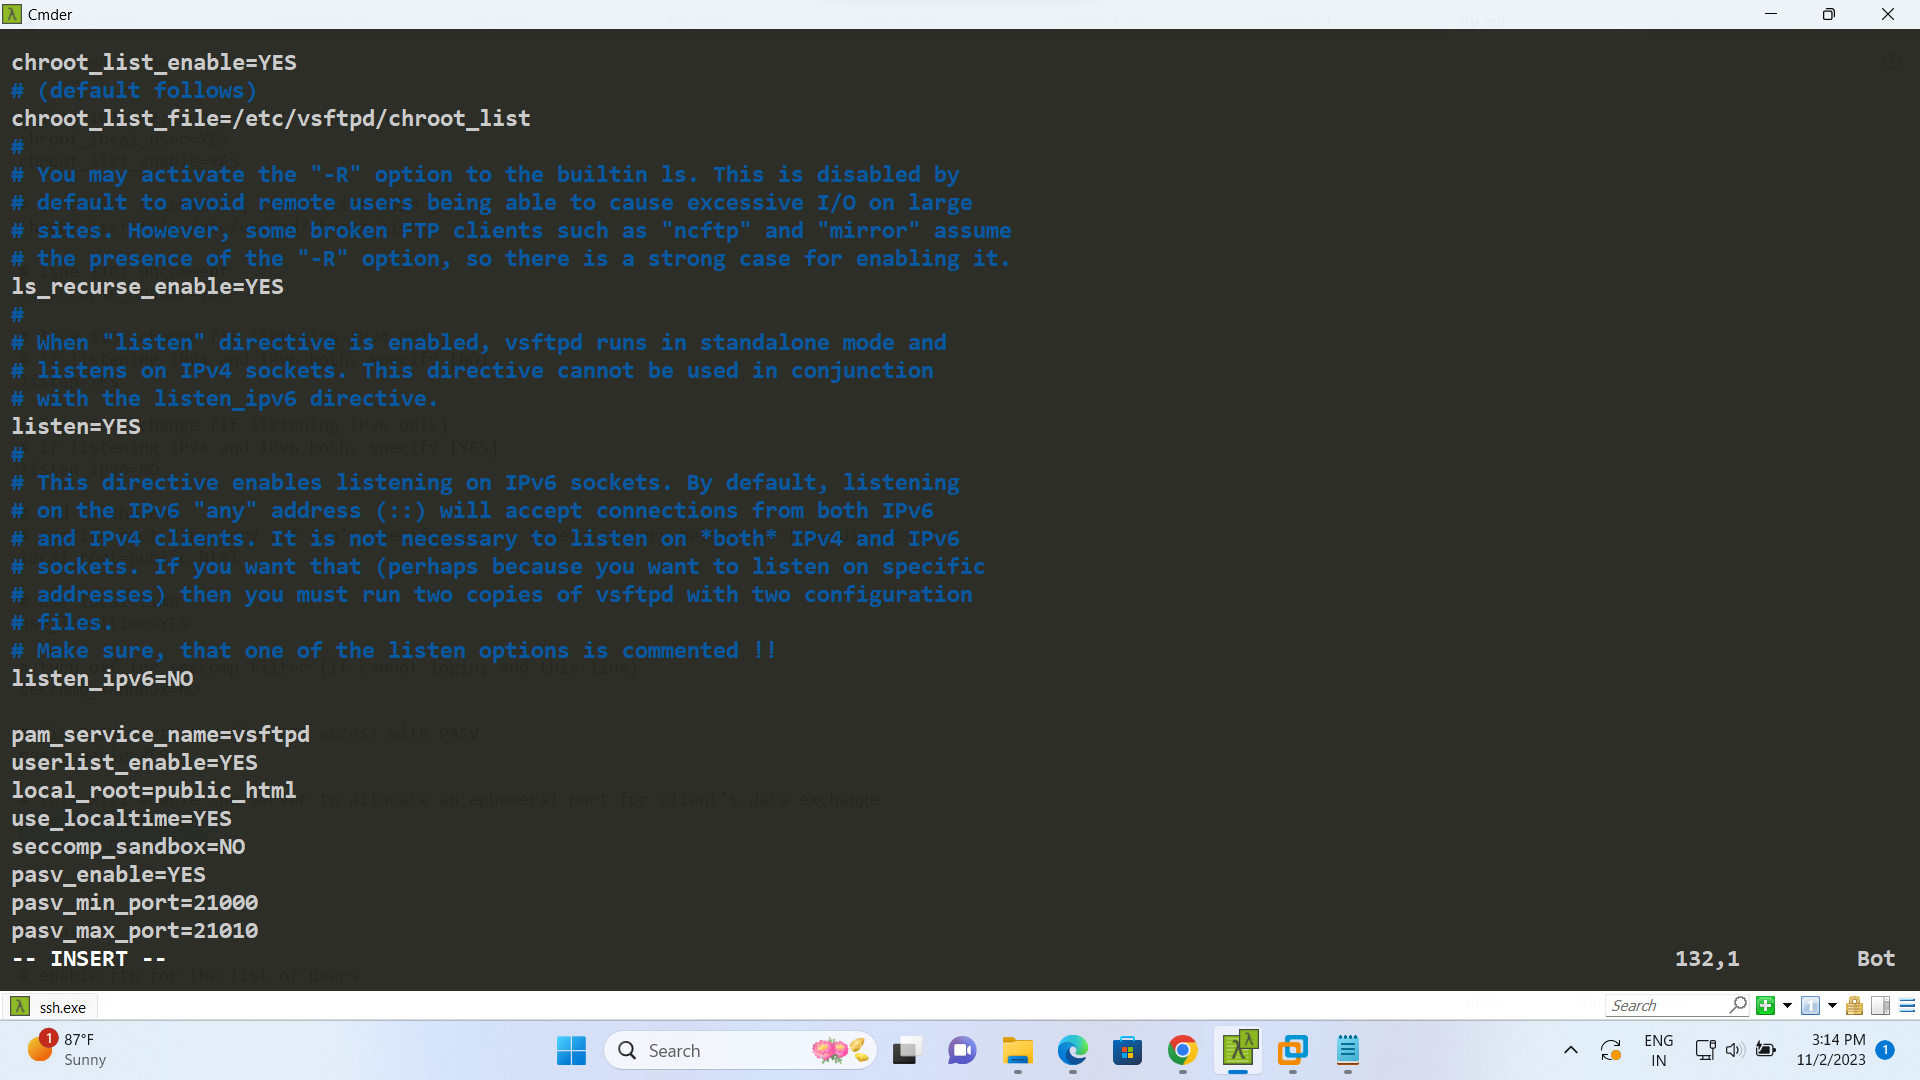 Cmder
chroot_list_enable=YES
# (default follows)
chroot_list_file=/etc/vsftpd/chroot_list
#
# You may activate the "-R" option to the builtin ls. This is disabled by
# default to avoid remote users being able to cause excessive I/O on large
# sites. However, some broken FTP clients such as "ncftp" and "mirror" assume
# the presence of the "-R" option, so there is a strong case for enabling it.
ls_recurse_enable=YES
#
# When "listen" directive is enabled, vsftpd runs in standalone mode and
# listens on IPv4 sockets. This directive cannot be used in conjunction
# with the listen_ipv6 directive.
listen=YES
#
# This directive enables listening on IPv6 sockets. By default, listening
# on the IPv6 "any" address (::) will accept connections from both IPv6
# and IPv4 clients. It is not necessary to listen on *both* IPv4 and IPv6
# sockets. If you want that (perhaps because you want to listen on specific
# addresses) then you must run two copies of vsftpd with two configuration
# files.
# Make sure, that one of the listen options is commented !!
listen_ipv6=NO
pam_service_name=vsftpd
userlist_enable=YES
local_root=public_html
use_localtime=YES
seccomp_sandbox=NO
pasv_enable=YES
pasv_min_port=21000
pasv_max_port=21010
-- INSERT -- 132,1 Bot
ssh.exe Search
1 87°F
Sunny
Search
ENG
IN
3:14 PM
11/2/2023
1